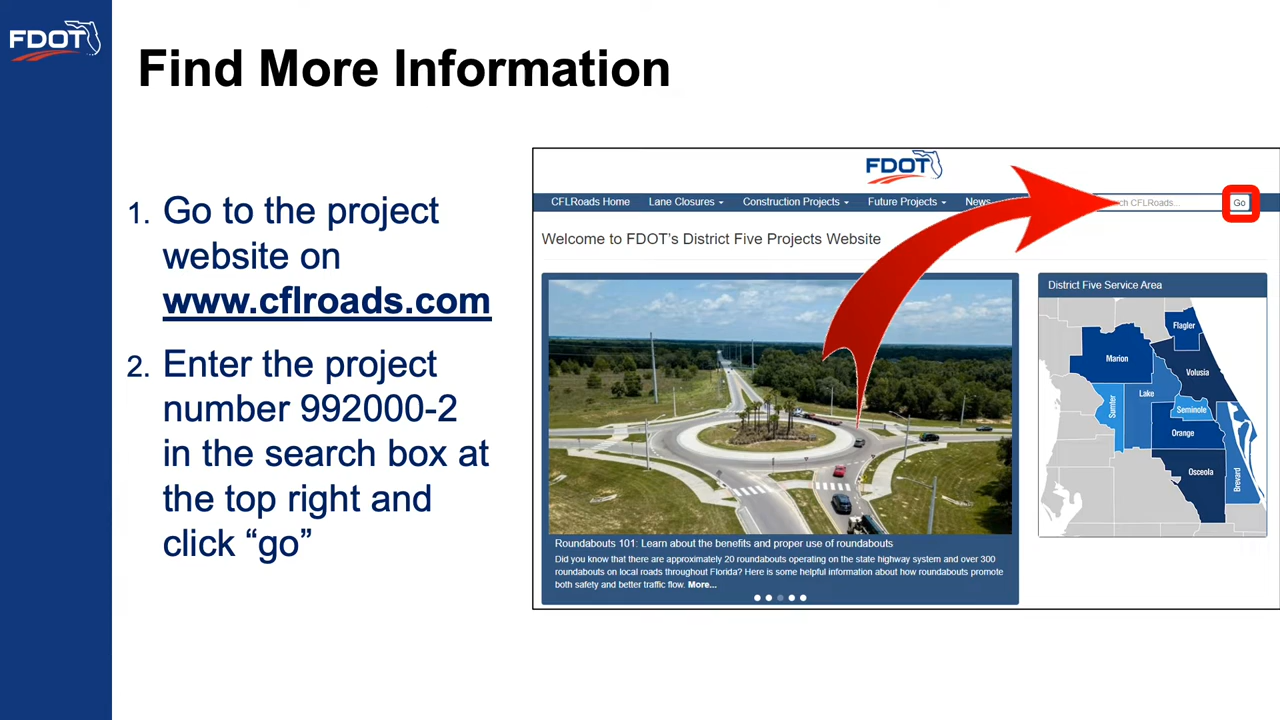 FDOT
Find More Information
1. Go to the project
website on
www.cflroads.com
2. Enter the project
number 992000-2
in the search box at
the top right and
click “go”
FDOT
CFLRoads Home Lane Closures Construction Projects Future Projects News CFLRoads... Go
Welcome to FDOT's District Five Projects Website
Roundabouts 101: Learn about the benefits and proper use of roundabouts
Did you know that there are approximately 20 roundabouts operating on the state highway system and over 300
roundabouts on local roads throughout Florida? Here is some helpful information about how roundabouts promote
both safety and better traffic flow. More...
District Five Service Area
Flagler
Marion
Volusia
Lake
Sumter
Seminole
Orange
Osceola
Brevard